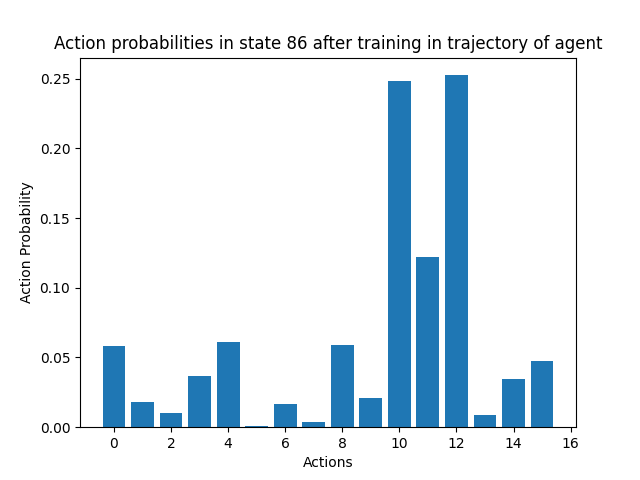 Action probabilities in state 86 after training in trajectory of agent
0.25
0.20
0.15
0.10
0.05
0.00
Action Probability
0 2 4 6 8 10 12 14 16
Actions